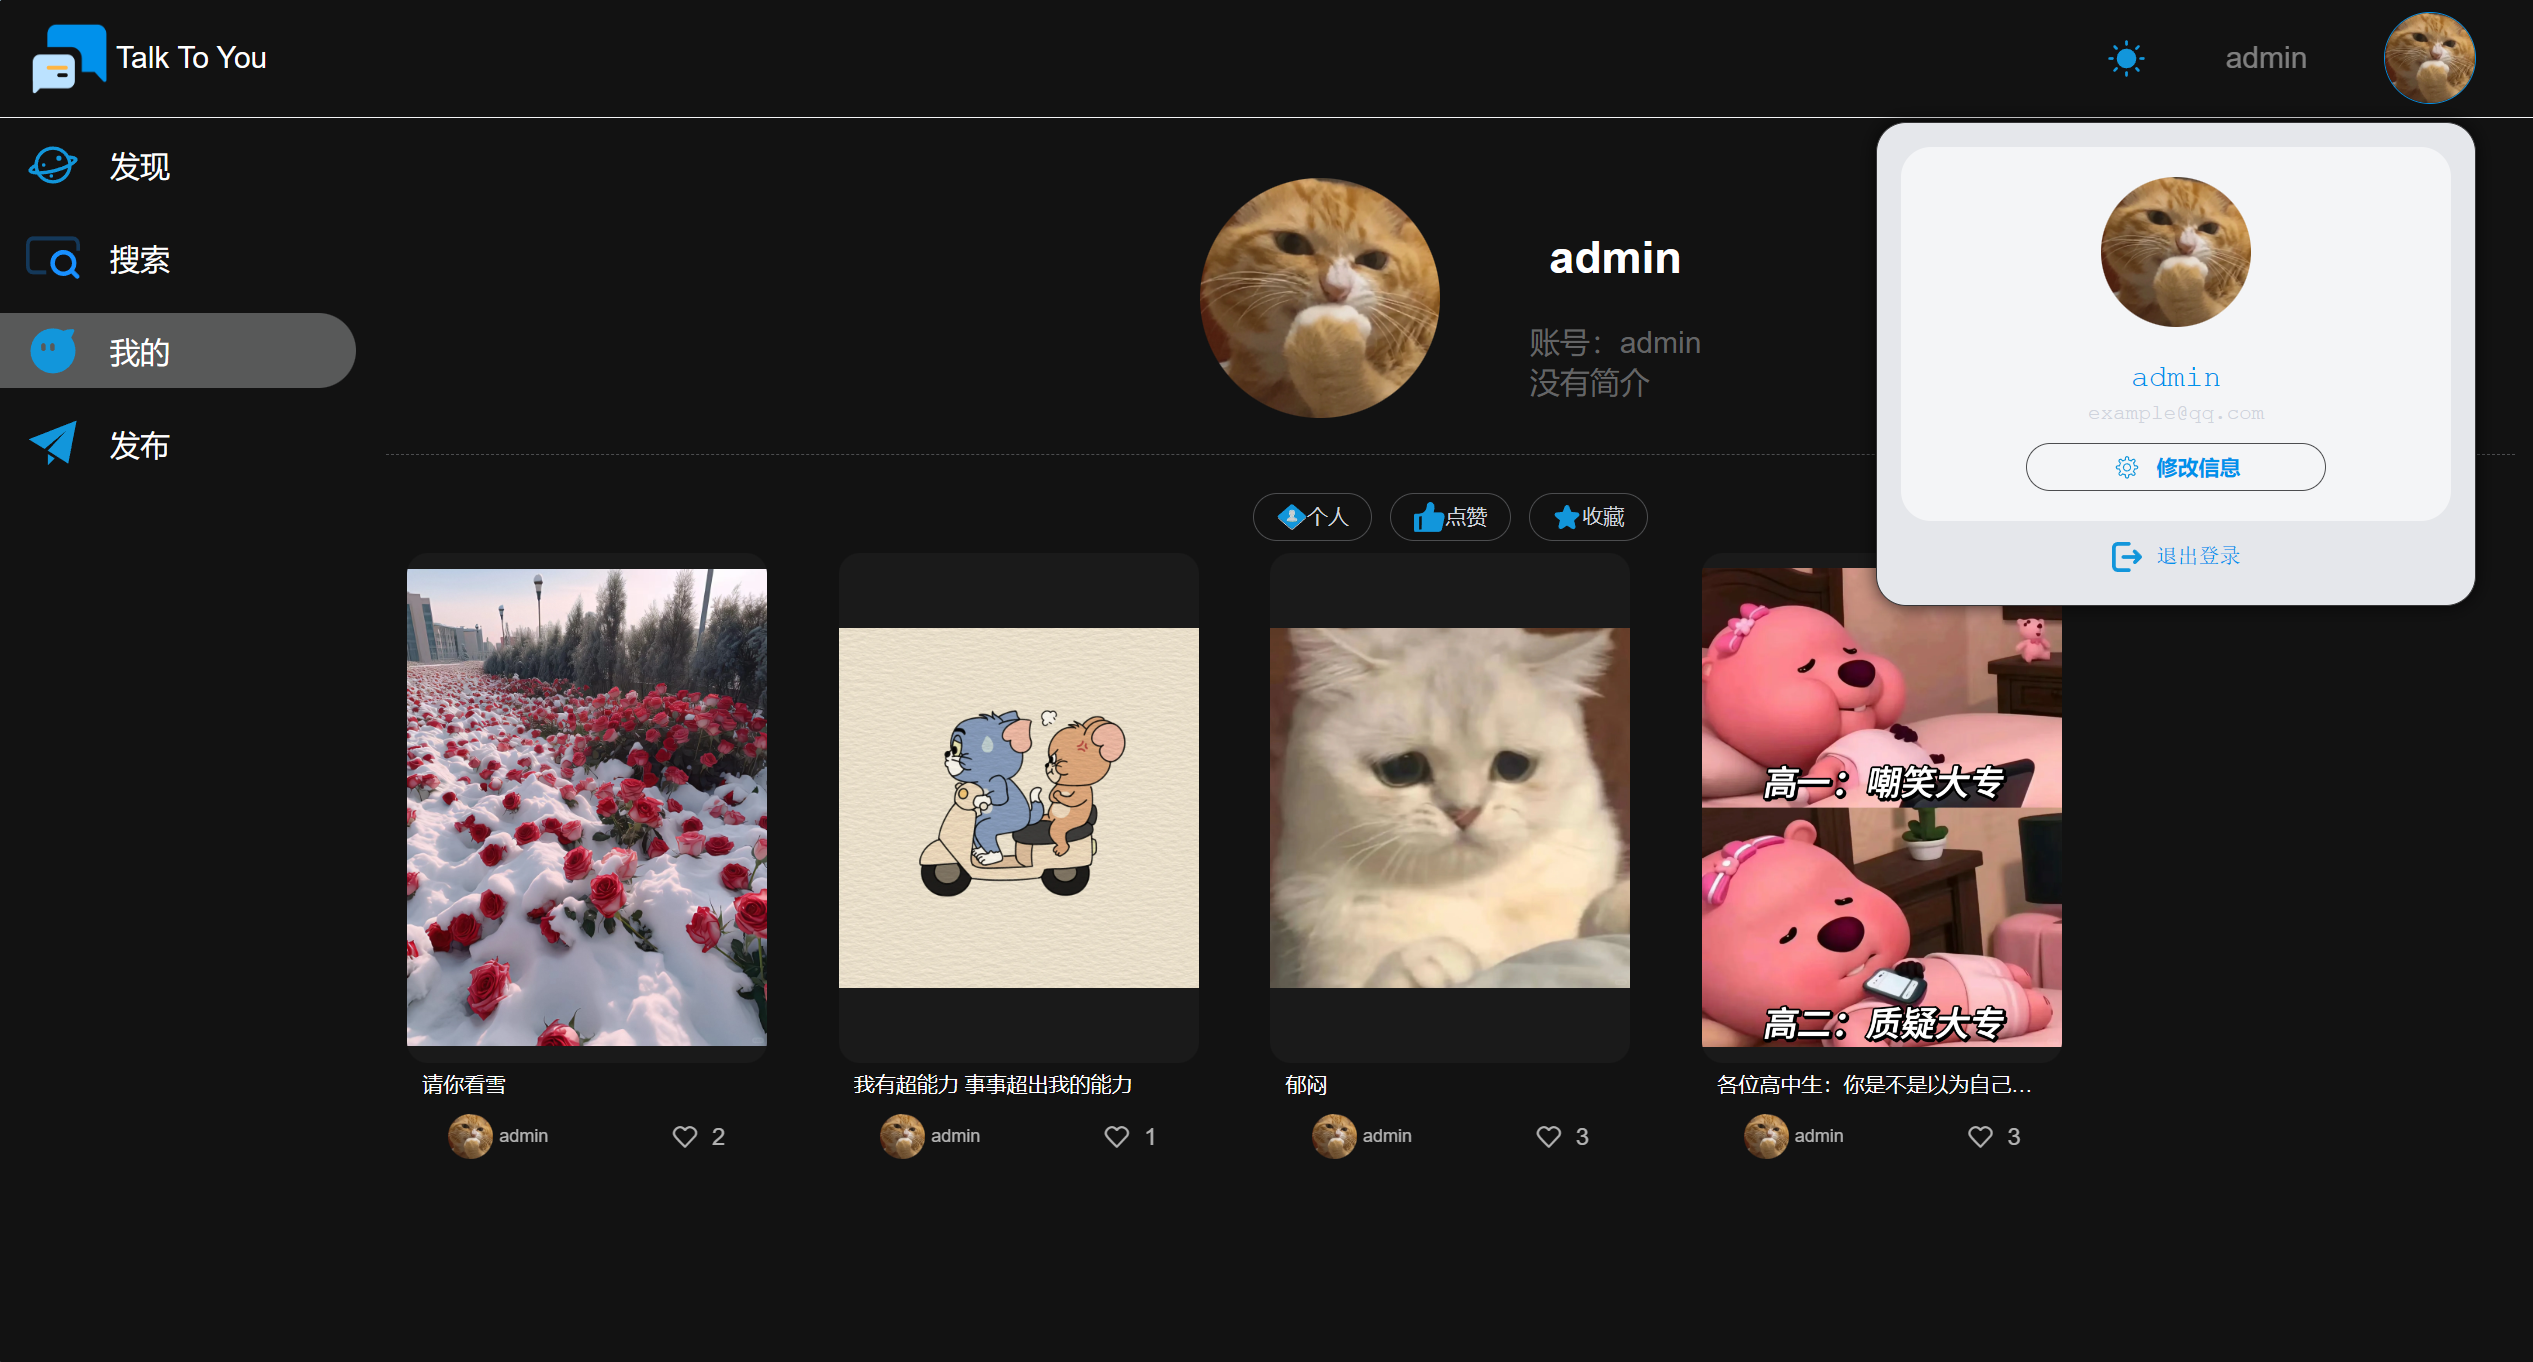 Talk To You
admin
发现
搜索
我的
发布
admin
账号：admin
没有简介
admin
example@qq.com
修改信息
退出登录
个人
点赞
收藏
高一：嘲笑大专
高二：质疑大专
请你看雪
admin
2
我有超能力 事事超出我的能力
admin
1
郁闷
admin
3
各位高中生：你是不是以为自己...
admin
3